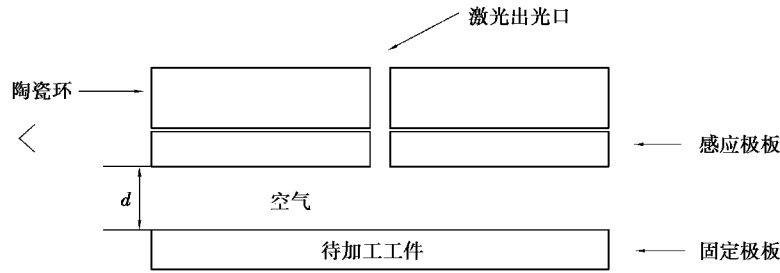 激光出光口
陶瓷环
感应极板
d
空气
待加工工件
固定极板